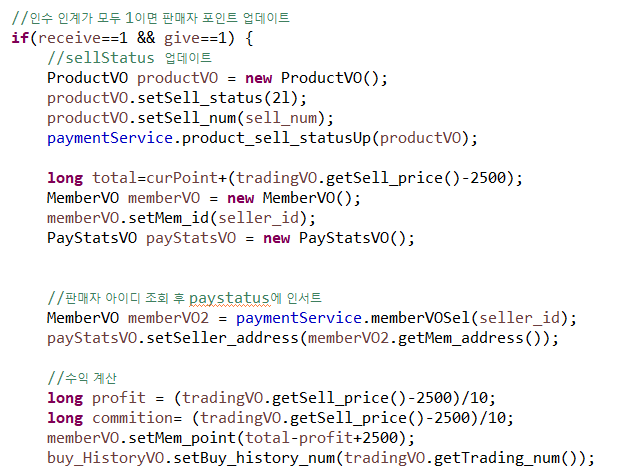 //인수 인계가 모두 1이면 판매자 포인트 업데이트
if(receive==1 && give==1) {
//sellStatus 업데이트
ProductVO productVO = new ProductVO();
productVO.setSell_status(2l);
productVO.setSell_num(sell_num);
paymentService.product_sell_statusUp(productVO);
long total=curPoint+(tradingVO.getSell_price()-2500);
MemberVO memberVO = new MemberVO();
memberVO.setMem_id(seller_id);
PayStatsVO payStatsVO = new PayStatsVO();
//판매자 아이디 조회 후 paystatus에 인서트
MemberVO memberVO2 = paymentService.memberVOSel(seller_id);
payStatsVO.setSeller_address(memberVO2.getMem_address());
//수익 계산
long profit = (tradingVO.getSell_price()-2500)/10;
long commition= (tradingVO.getSell_price()-2500)/10;
memberVO.setMem_point(total-profit+2500);
buy_HistoryVO.setBuy_history_num(tradingVO.getTrading_num());